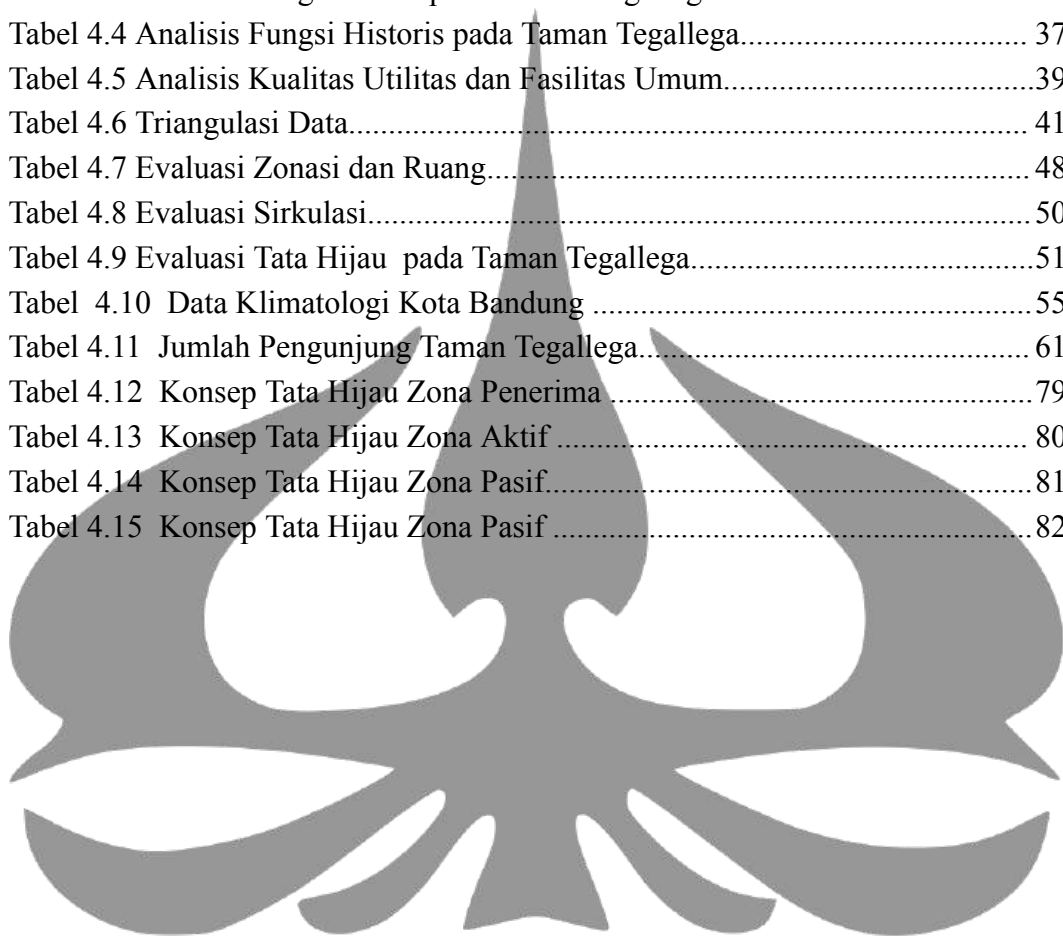 Tabel 4.4 Analisis Fungsi Historis pada Taman Tegallega............................... 37
Tabel 4.5 Analisis Kualitas Utilitas dan Fasilitas Umum.................................39
Tabel 4.6 Triangulasi Data.................................................................................. 41
Tabel 4.7 Evaluasi Zonasi dan Ruang................................................................. 48
Tabel 4.8 Evaluasi Sirkulasi................................................................................ 50
Tabel 4.9 Evaluasi Tata Hijau pada Taman Tegallega.....................................51
Tabel 4.10 Data Klimatologi Kota Bandung ....................................................55
Tabel 4.11 Jumlah Pengunjung Taman Tegallega............................................ 61
Tabel 4.12 Konsep Tata Hijau Zona Penerima ................................................79
Tabel 4.13 Konsep Tata Hijau Zona Aktif ....................................................... 80
Tabel 4.14 Konsep Tata Hijau Zona Pasif.........................................................81
Tabel 4.15 Konsep Tata Hijau Zona Pasif ........................................................82